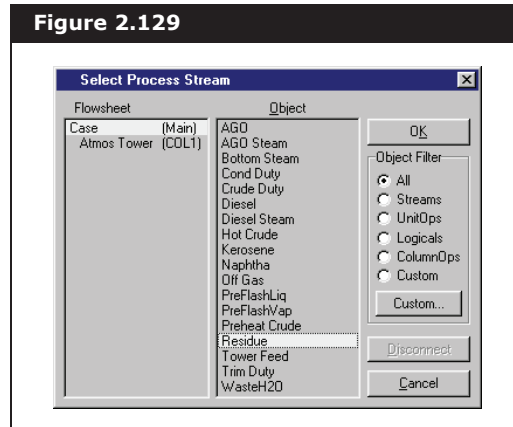 Figure 2.129
Select Process Stream
Flowsheet
Object
Case (Main)
Atmos Tower (COL1)
AGO
AGO Steam
Bottom Steam
Cond Duty
Crude Duty
Diesel
Diesel Steam
Hot Crude
Kerosene
Naphtha
Off Gas
PreFlashLiq
PreFlashVap
Preheat Crude
Residue
Tower Feed
Trim Duty
WasteH2O
OK
Object Filter
All
Streams
UnitOps
Logicals
ColumnOps
Custom
Custom...
Disconnect
Cancel